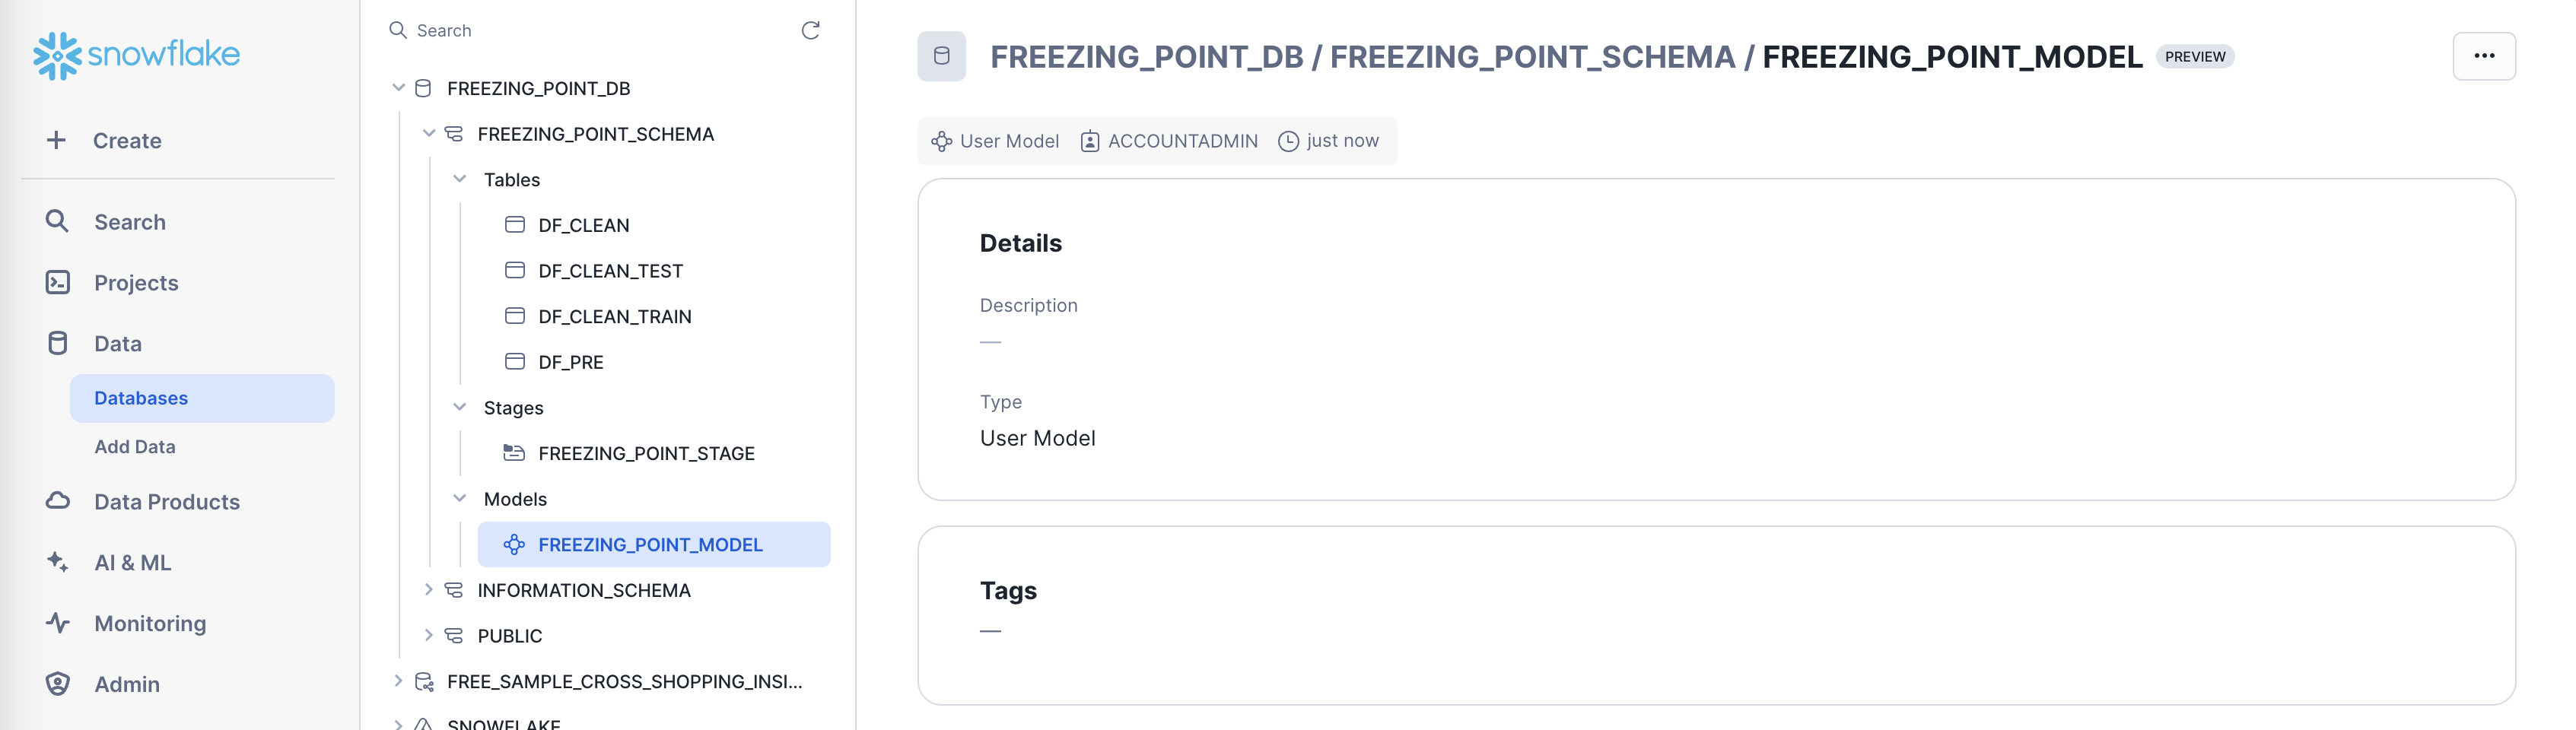 snowflake
Create
Search
Projects
Data
Databases
Add Data
Data Products
AI & ML
Monitoring
Admin
Search
FREEZING_POINT_DB
FREEZING_POINT_SCHEMA
Tables
DF_CLEAN
DF_CLEAN_TEST
DF_CLEAN_TRAIN
DF_PRE
Stages
FREEZING_POINT_STAGE
Models
FREEZING_POINT_MODEL
INFORMATION_SCHEMA
PUBLIC
FREE_SAMPLE_CROSS_SHOPPING_INSI...
SNOWFLAKE
FREEZING_POINT_DB / FREEZING_POINT_SCHEMA / FREEZING_POINT_MODEL PREVIEW
User Model ACCOUNTADMIN just now
Details
Description
—
Type
User Model
Tags
—